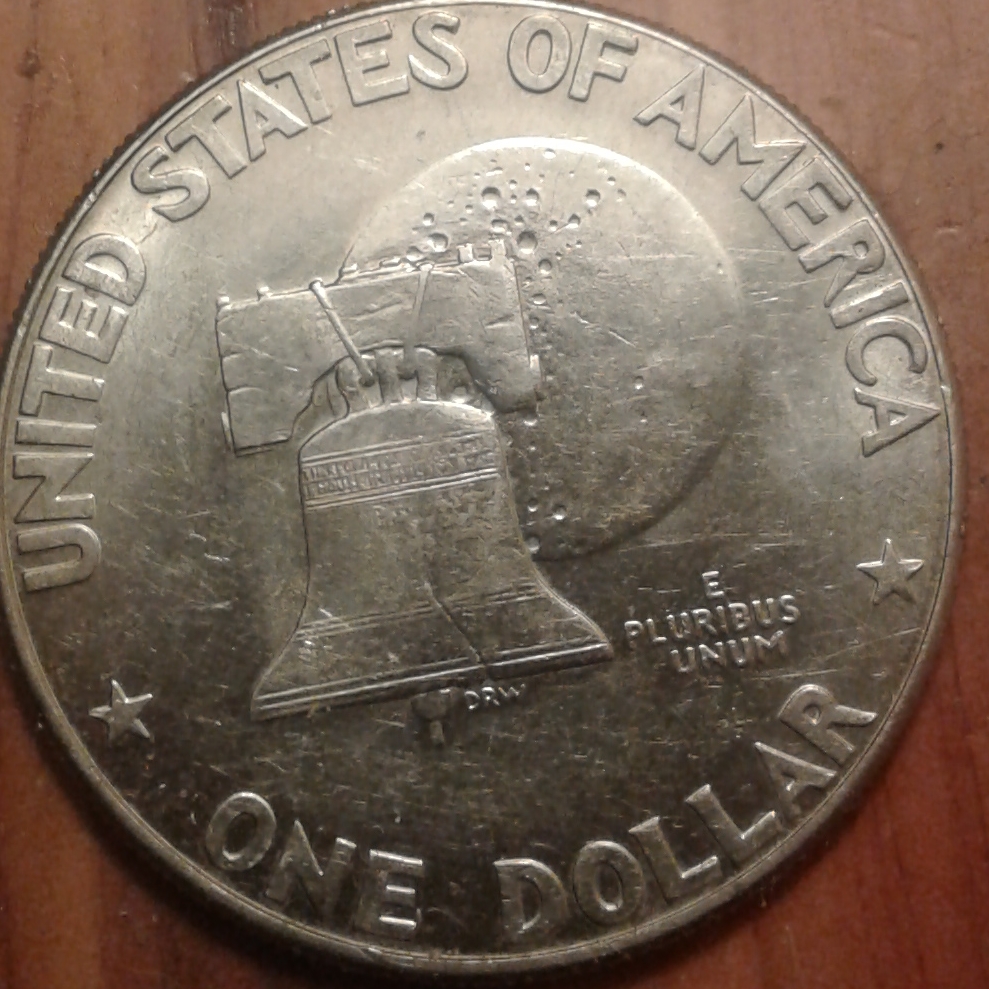 UNITED STATES OF AMERICA
E
PLURIBUS
UNUM
DRW
ONE DOLLAR